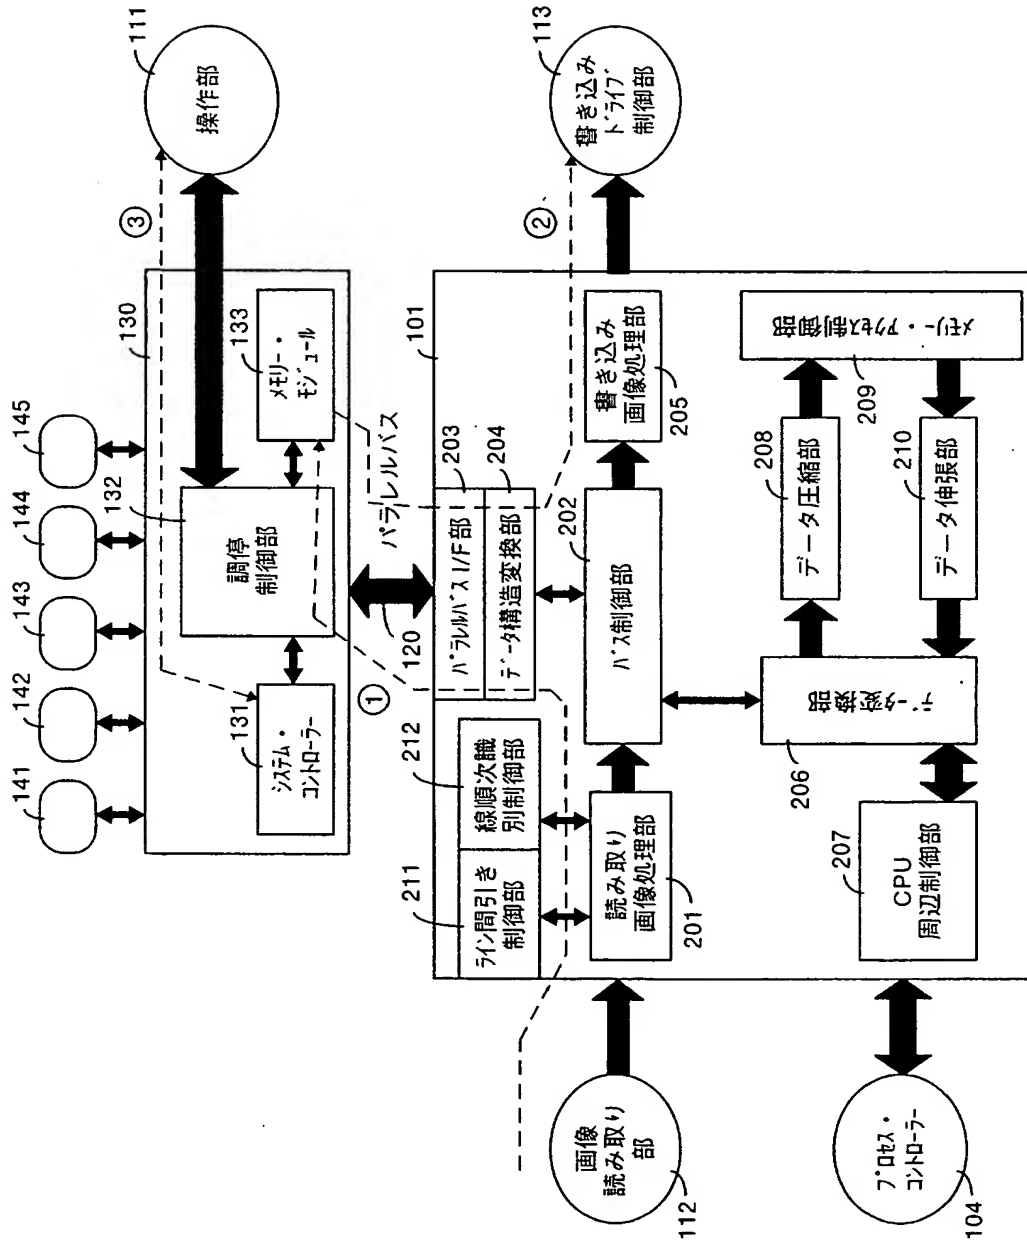 141
142
143
144
145
130
132
131
システム・
コントローラー
調停
制御部
133
メモリー・
モジュール
③
111
操作部
①
120
パラレルバス
101
211
ライン間引き
制御部
212
線順次職
別制御部
パラレルバス I/F部
203
データ構造変換部
204
②
113
書き込み
ドライブ
制御部
画像
読み取り
部
112
読み取り
画像処理部
201
バス制御部
202
書き込み
画像処理部
205
プロセス・
コントローラー
104
207
CPU
周辺制御部
データ変換部
206
データ圧縮部
208
データ伸張部
210
メモリー・アクセス制御部
209